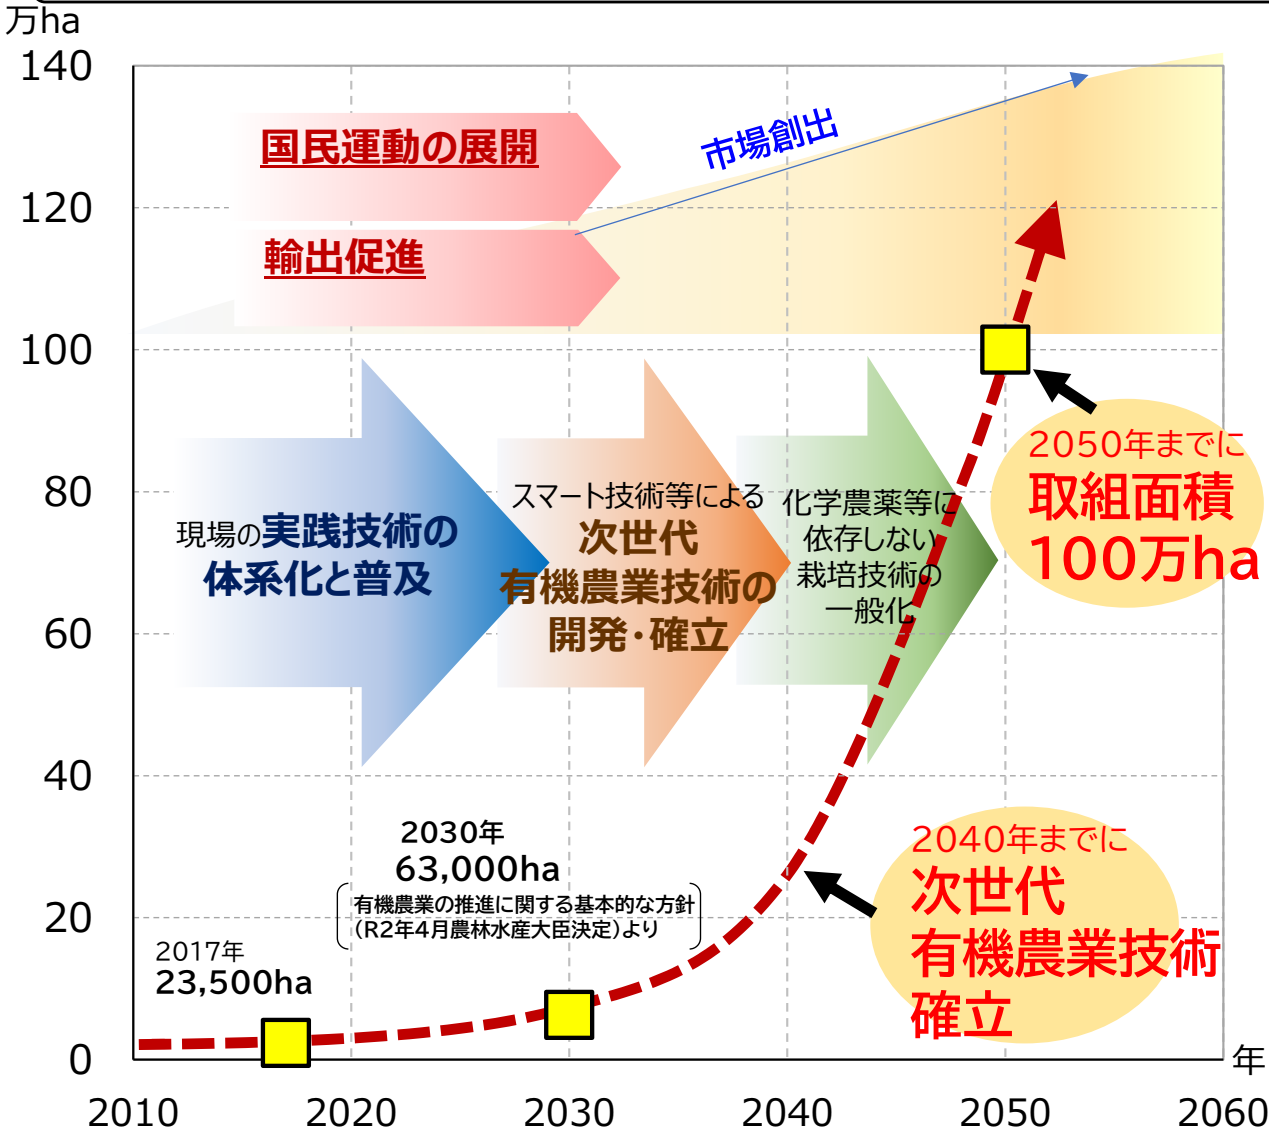 万ha
140
120
100
80
60
40
20
0
国民運動の展開
輸出促進
市場創出
現場の実践技術の
体系化と普及
スマート技術等による
次世代
有機農業技術の
開発・確立
化学農薬等に
依存しない
栽培技術の
一般化
2050年までに
取組面積
100万ha
2040年までに
次世代
有機農業技術
確立
2030年
63,000ha
有機農業の推進に関する基本的な方針
（R2年4月農林水産大臣決定）より
2017年
23,500ha
年
2010 2020 2030 2040 2050 2060